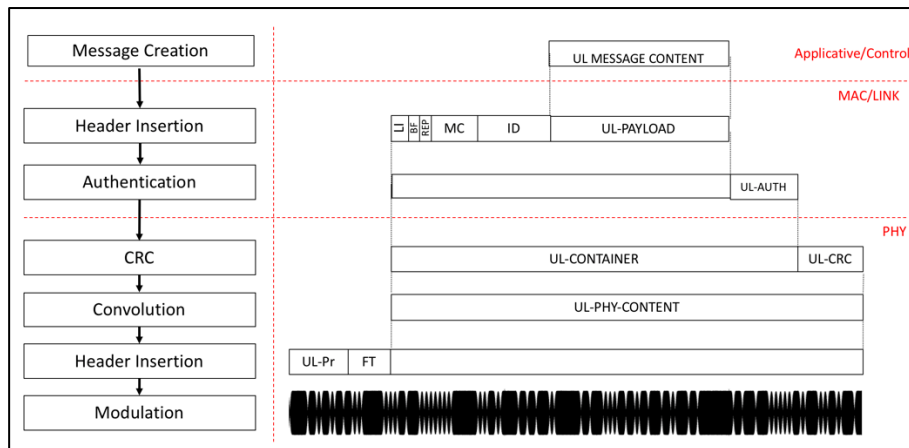 Message Creation
UL MESSAGE CONTENT
Applicative/Control
MAC/LINK
Header Insertion
LI BF REP MC ID UL-PAYLOAD
Authentication
UL-AUTH
PHY
CRC
UL-CONTAINER UL-CRC
Convolution
UL-PHY-CONTENT
Header Insertion
UL-Pr FT
Modulation